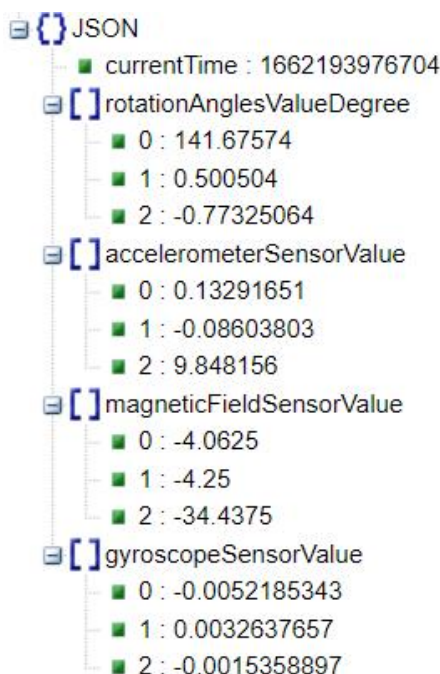 {} JSON
currentTime : 1662193976704
[] rotationAnglesValueDegree
0 : 141.67574
1 : 0.500504
2 : -0.77325064
[] accelerometerSensorValue
0 : 0.13291651
1 : -0.08603803
2 : 9.848156
[] magneticFieldSensorValue
0 : -4.0625
1 : -4.25
2 : -34.4375
[] gyroscopeSensorValue
0 : -0.0052185343
1 : 0.0032637657
2 : -0.0015358897